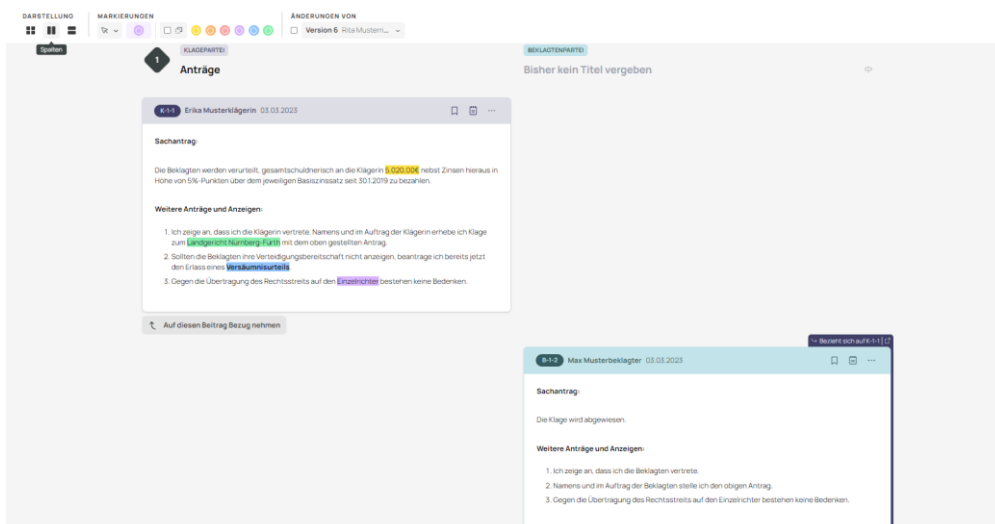 DARSTELLUNG
MARKIERUNGEN
ÄNDERUNGEN VON
Version 6 Rita Mustern...
Spalten
1
KLAGEPARTEI
Anträge
BEKLAGTENPARTEI
Bisher kein Titel vergeben
K-1-1 Erika Musterklägerin 03.03.2023
Sachantrag:
Die Beklagten werden verurteilt, gesamtschuldnerisch an die Klägerin 5.020,00€ nebst Zinsen hieraus in
Höhe von 5%-Punkten über dem jeweiligen Basiszinssatz seit 30.1.2019 zu bezahlen.
Weitere Anträge und Anzeigen:
1. Ich zeige an, dass ich die Klägerin vertrete. Namens und im Auftrag der Klägerin erhebe ich Klage
zum Landgericht Nürnberg-Fürth mit dem oben gestellten Antrag.
2. Sollten die Beklagten ihre Verteidigungsbereitschaft nicht anzeigen, beantrage ich bereits jetzt
den Erlass eines Versäumnisurteils.
3. Gegen die Übertragung des Rechtsstreits auf den Einzelrichter bestehen keine Bedenken.
Auf diesen Beitrag Bezug nehmen
Bezieht sich auf K-1-1
B-1-2 Max Musterbeklagter 03.03.2023
Sachantrag:
Die Klage wird abgewiesen.
Weitere Anträge und Anzeigen:
1. Ich zeige an, dass ich die Beklagten vertrete.
2. Namens und im Auftrag der Beklagten stelle ich den obigen Antrag.
3. Gegen die Übertragung des Rechtsstreits auf den Einzelrichter bestehen keine Bedenken.